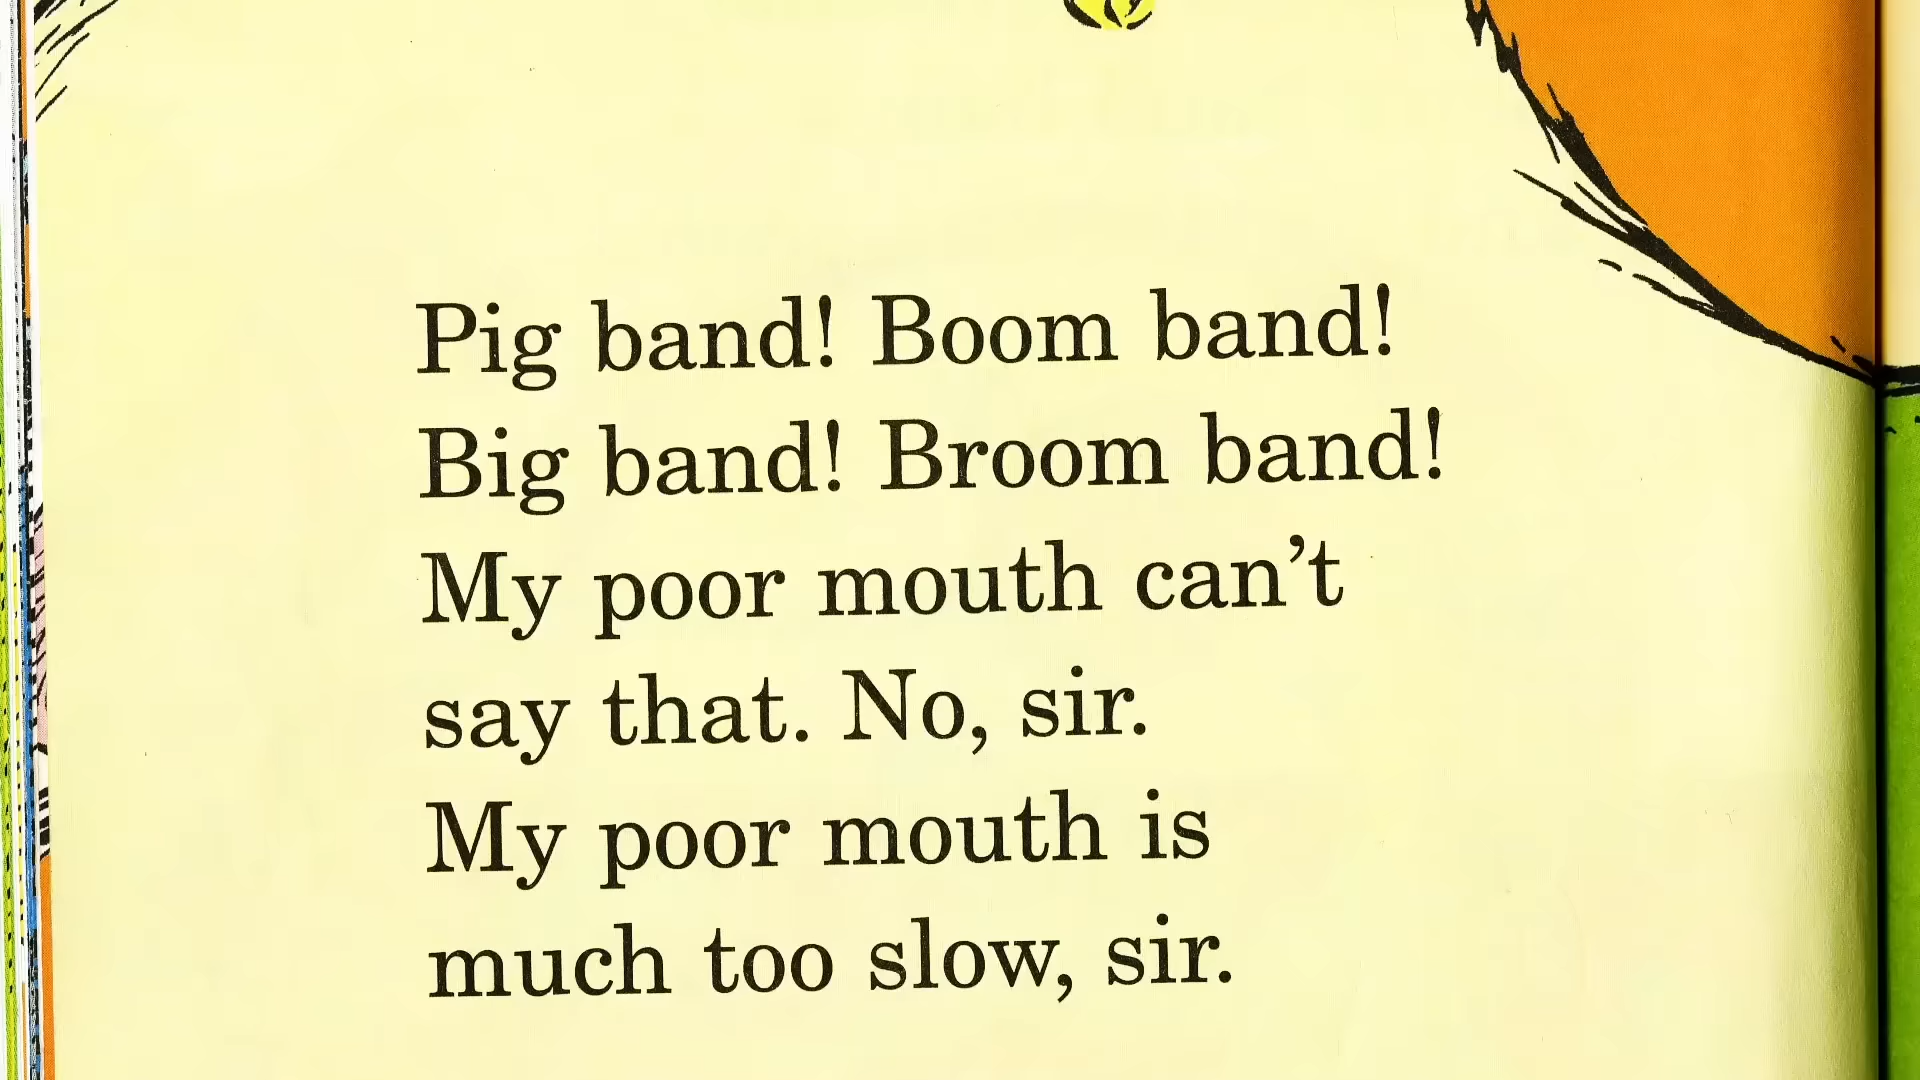 Pig band! Boom band!
Big band! Broom band!
My poor mouth can’t
say that. No, sir.
My poor mouth is
much too slow, sir.